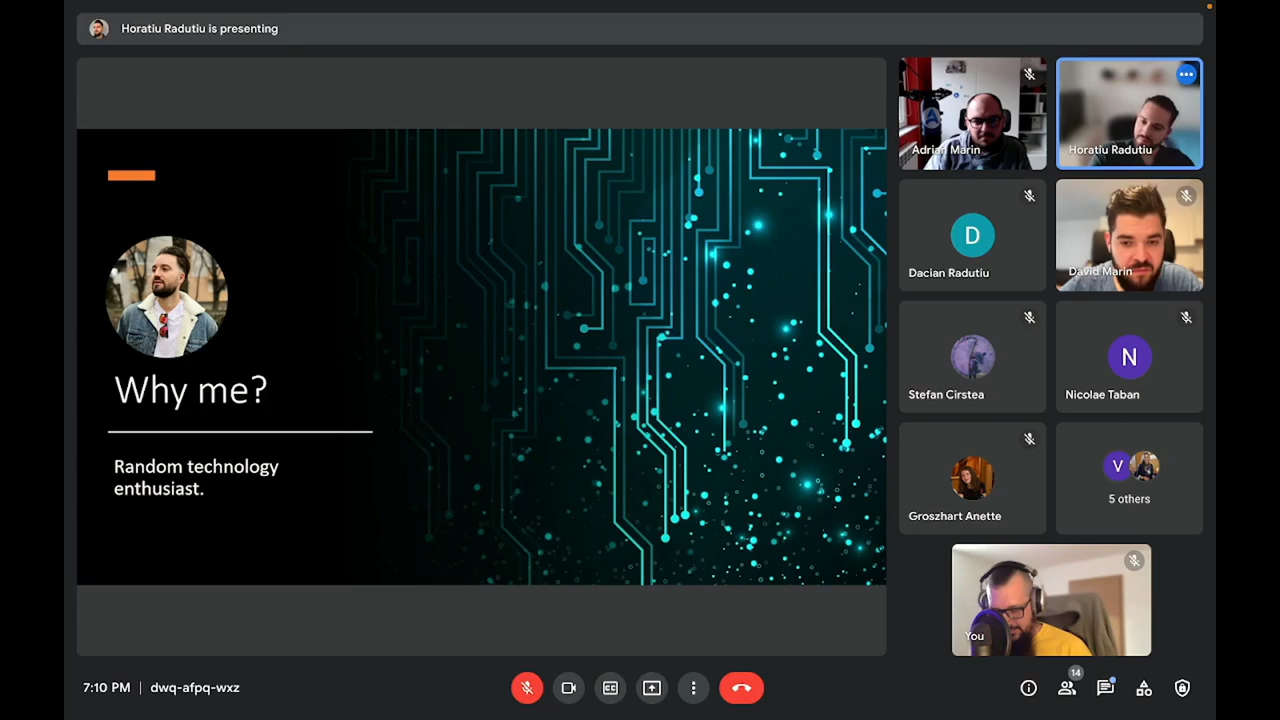 Horatiu Radutiu is presenting
Why me?
Random technology
enthusiast.
Adrian Marin
Horatiu Radutiu
D
Dacian Radutiu
David Marin
Stefan Cirstea
N
Nicolae Taban
Groszhart Anette
V
5 others
You
7:10 PM | dwq-afpq-wxz
CC
14